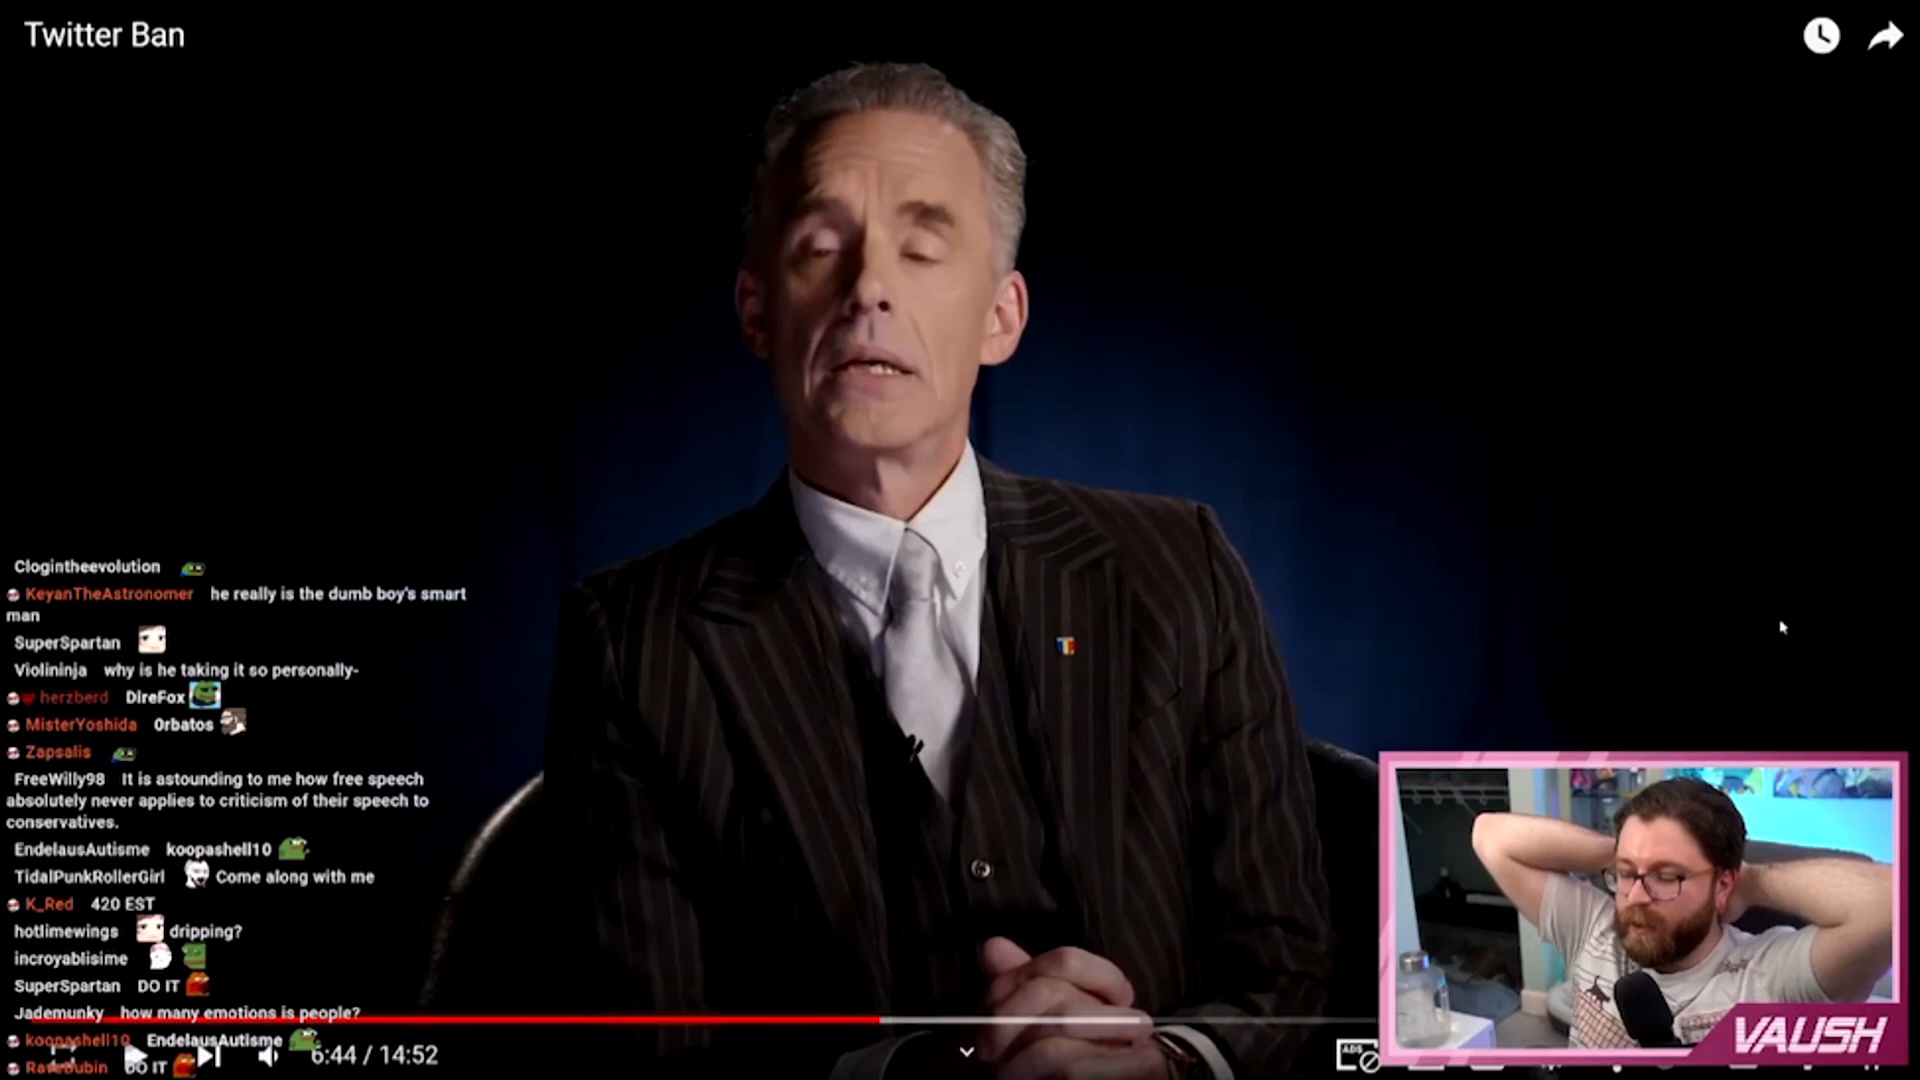 Twitter Ban
Clogintheevolution
KeyanTheAstronomer he really is the dumb boy's smart
man
SuperSpartan
Violininja why is he taking it so personally-
herzberd DireFox
MisterYoshida 0rbatos
Zapsalis
FreeWilly98 It is astounding to me how free speech
absolutely never applies to criticism of their speech to
conservatives.
EndelausAutisme koopashell10
TidalPunkRollerGirl Come along with me
K_Red 420 EST
hotlimewings dripping?
incroyablisime
SuperSpartan DO IT
Jademunky how many emotions is people?
koopashell10 EndelausAutisme
6:44 / 14:52
RaveDubin DO IT
ADS
VAUSH